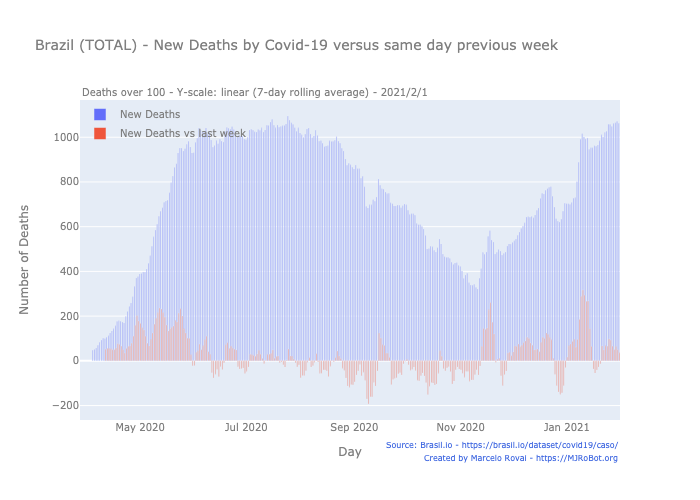 Brazil (TOTAL) - New Deaths by Covid-19 versus same day previous week
Deaths over 100 - Y-scale: linear (7-day rolling average) - 2021/2/1
New Deaths
New Deaths vs last week
1000
800
600
400
200
0
−200
Number of Deaths
May 2020
Jul 2020
Sep 2020
Nov 2020
Jan 2021
Day
Source: Brasil.io - https://brasil.io/dataset/covid19/caso/
Created by Marcelo Rovai - https://MJRoBot.org